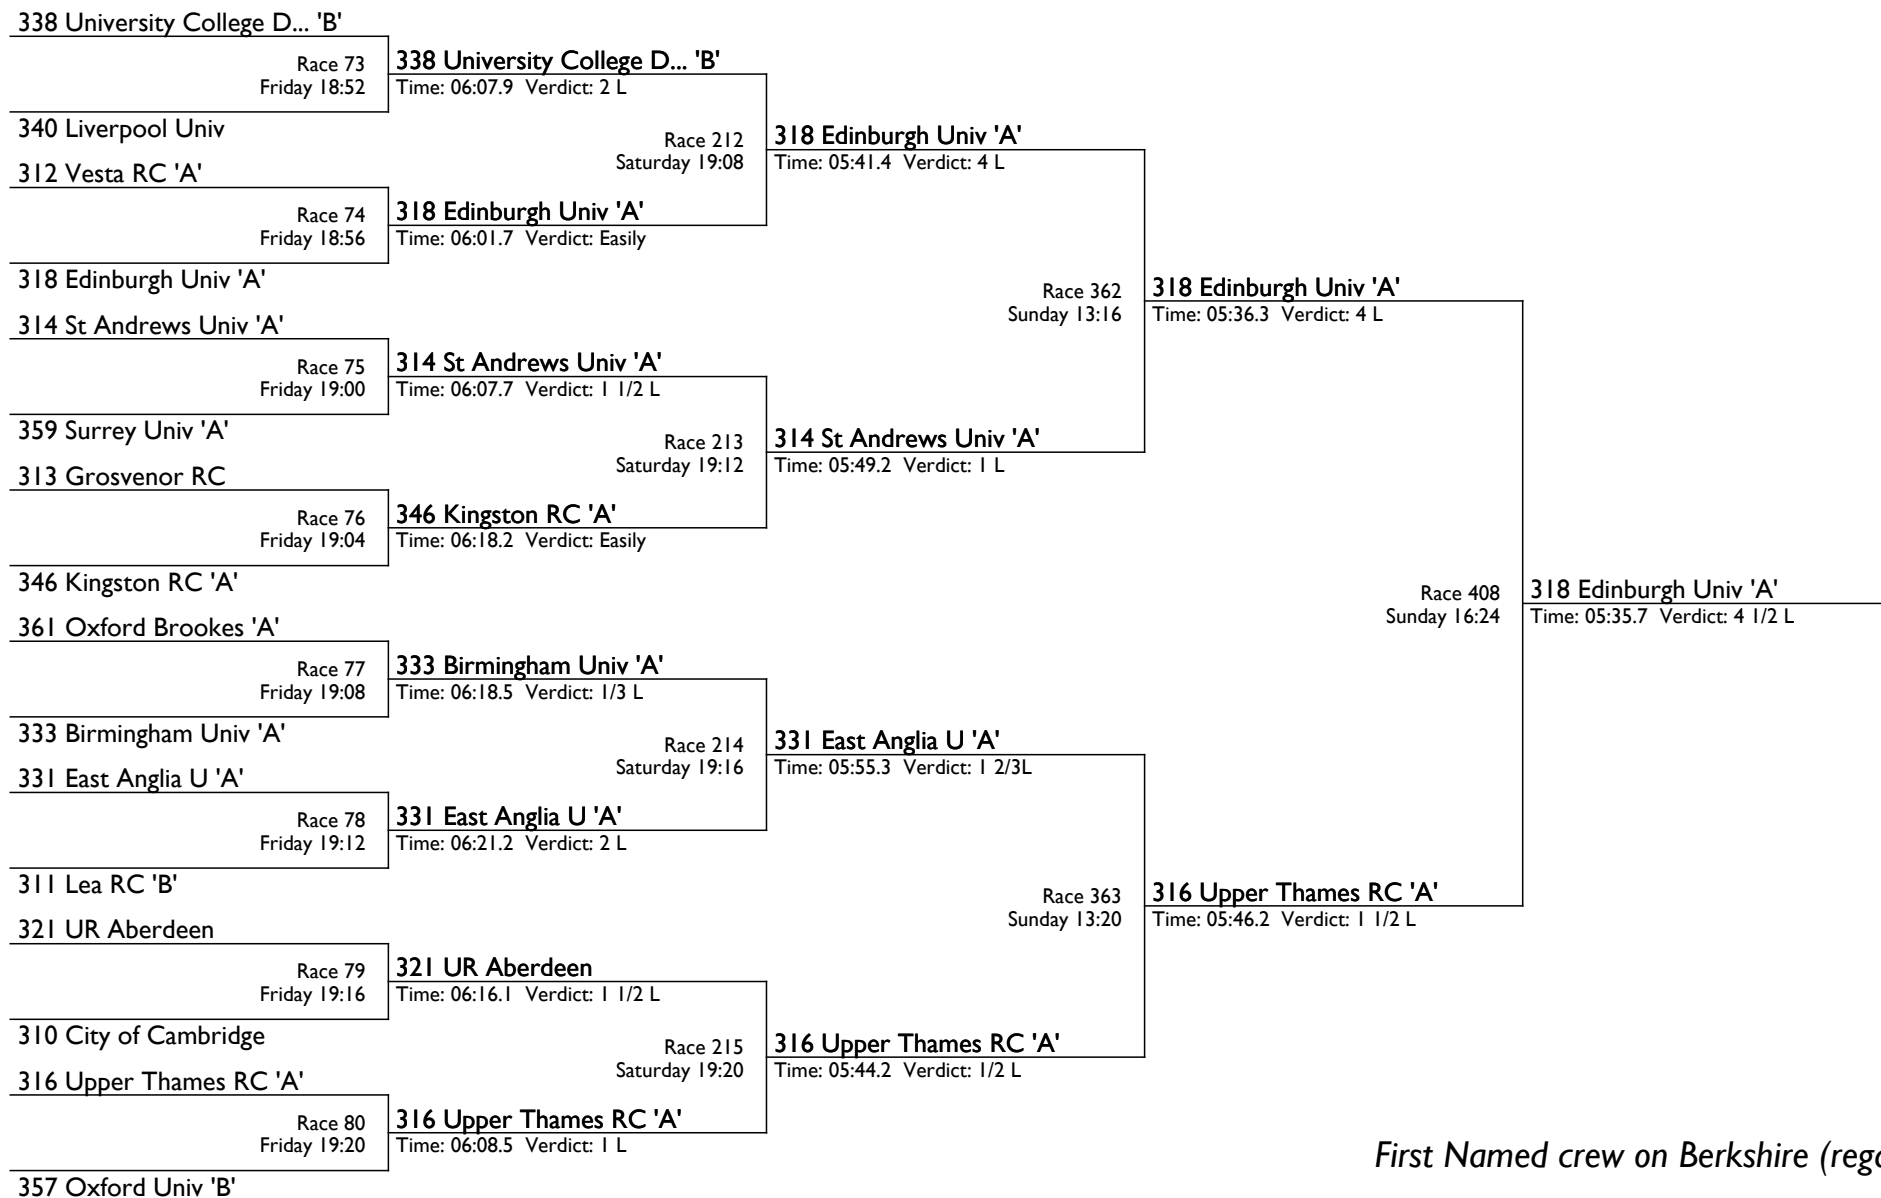 338 University College D... 'B'
Race 73
Friday 18:52
338 University College D... 'B'
Time: 06:07.9 Verdict: 2 L
340 Liverpool Univ
Race 212
Saturday 19:08
318 Edinburgh Univ 'A'
Time: 05:41.4 Verdict: 4 L
312 Vesta RC 'A'
Race 74
Friday 18:56
318 Edinburgh Univ 'A'
Time: 06:01.7 Verdict: Easily
318 Edinburgh Univ 'A'
Race 362
Sunday 13:16
318 Edinburgh Univ 'A'
Time: 05:36.3 Verdict: 4 L
314 St Andrews Univ 'A'
Race 75
Friday 19:00
314 St Andrews Univ 'A'
Time: 06:07.7 Verdict: 1 1/2 L
359 Surrey Univ 'A'
Race 213
Saturday 19:12
314 St Andrews Univ 'A'
Time: 05:49.2 Verdict: 1 L
313 Grosvenor RC
Race 76
Friday 19:04
346 Kingston RC 'A'
Time: 06:18.2 Verdict: Easily
346 Kingston RC 'A'
Race 408
Sunday 16:24
318 Edinburgh Univ 'A'
Time: 05:35.7 Verdict: 4 1/2 L
361 Oxford Brookes 'A'
Race 77
Friday 19:08
333 Birmingham Univ 'A'
Time: 06:18.5 Verdict: 1/3 L
333 Birmingham Univ 'A'
Race 214
Saturday 19:16
331 East Anglia U 'A'
Time: 05:55.3 Verdict: 1 2/3L
331 East Anglia U 'A'
Race 78
Friday 19:12
331 East Anglia U 'A'
Time: 06:21.2 Verdict: 2 L
311 Lea RC 'B'
Race 363
Sunday 13:20
316 Upper Thames RC 'A'
Time: 05:46.2 Verdict: 1 1/2 L
321 UR Aberdeen
Race 79
Friday 19:16
321 UR Aberdeen
Time: 06:16.1 Verdict: 1 1/2 L
310 City of Cambridge
Race 215
Saturday 19:20
316 Upper Thames RC 'A'
Time: 05:44.2 Verdict: 1/2 L
316 Upper Thames RC 'A'
Race 80
Friday 19:20
316 Upper Thames RC 'A'
Time: 06:08.5 Verdict: 1 L
357 Oxford Univ 'B'
First Named crew on Berkshire